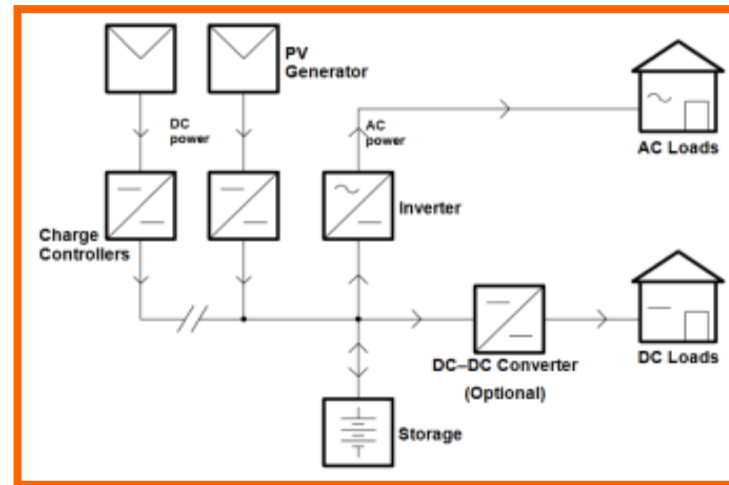 PV
Generator
DC
power
AC
power
AC Loads
Charge
Controllers
Inverter
DC–DC Converter
(Optional)
DC Loads
Storage